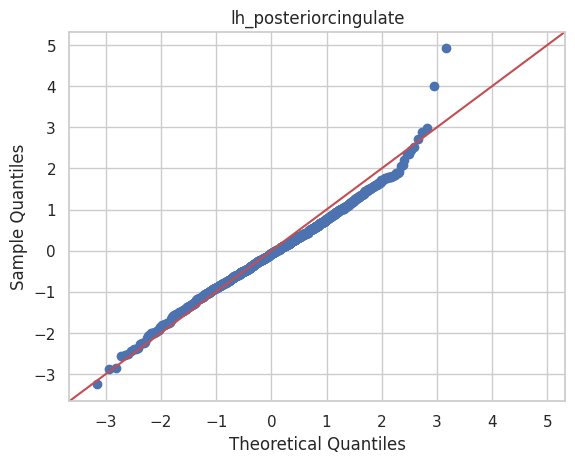 lh_posteriorcingulate
5
4
3
2
1
0
−1
−2
−3
Sample Quantiles
−3 −2 −1 0 1 2 3 4 5
Theoretical Quantiles